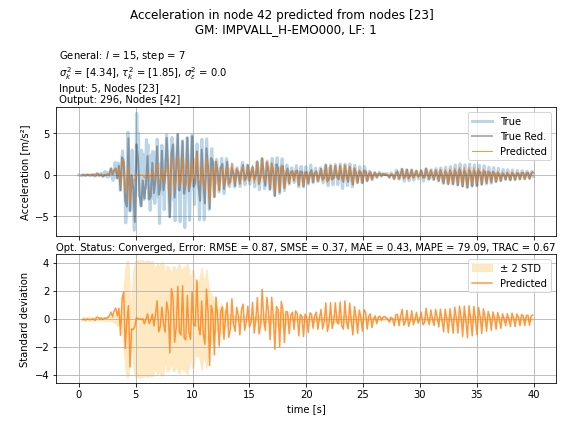 Acceleration in node 42 predicted from nodes [23]
GM: IMPVALL_H-EMO000, LF: 1
General: l = 15, step = 7
σ²ₖ = [4.34], τ²ₖ = [1.85], σ²ε = 0.0
Input: 5, Nodes [23]
Output: 296, Nodes [42]
True
True Red.
Predicted
Acceleration [m/s²]
5
0
−5
Opt. Status: Converged, Error: RMSE = 0.87, SMSE = 0.37, MAE = 0.43, MAPE = 79.09, TRAC = 0.67
± 2 STD
Predicted
Standard deviation
4
2
0
−2
−4
0 5 10 15 20 25 30 35 40
time [s]